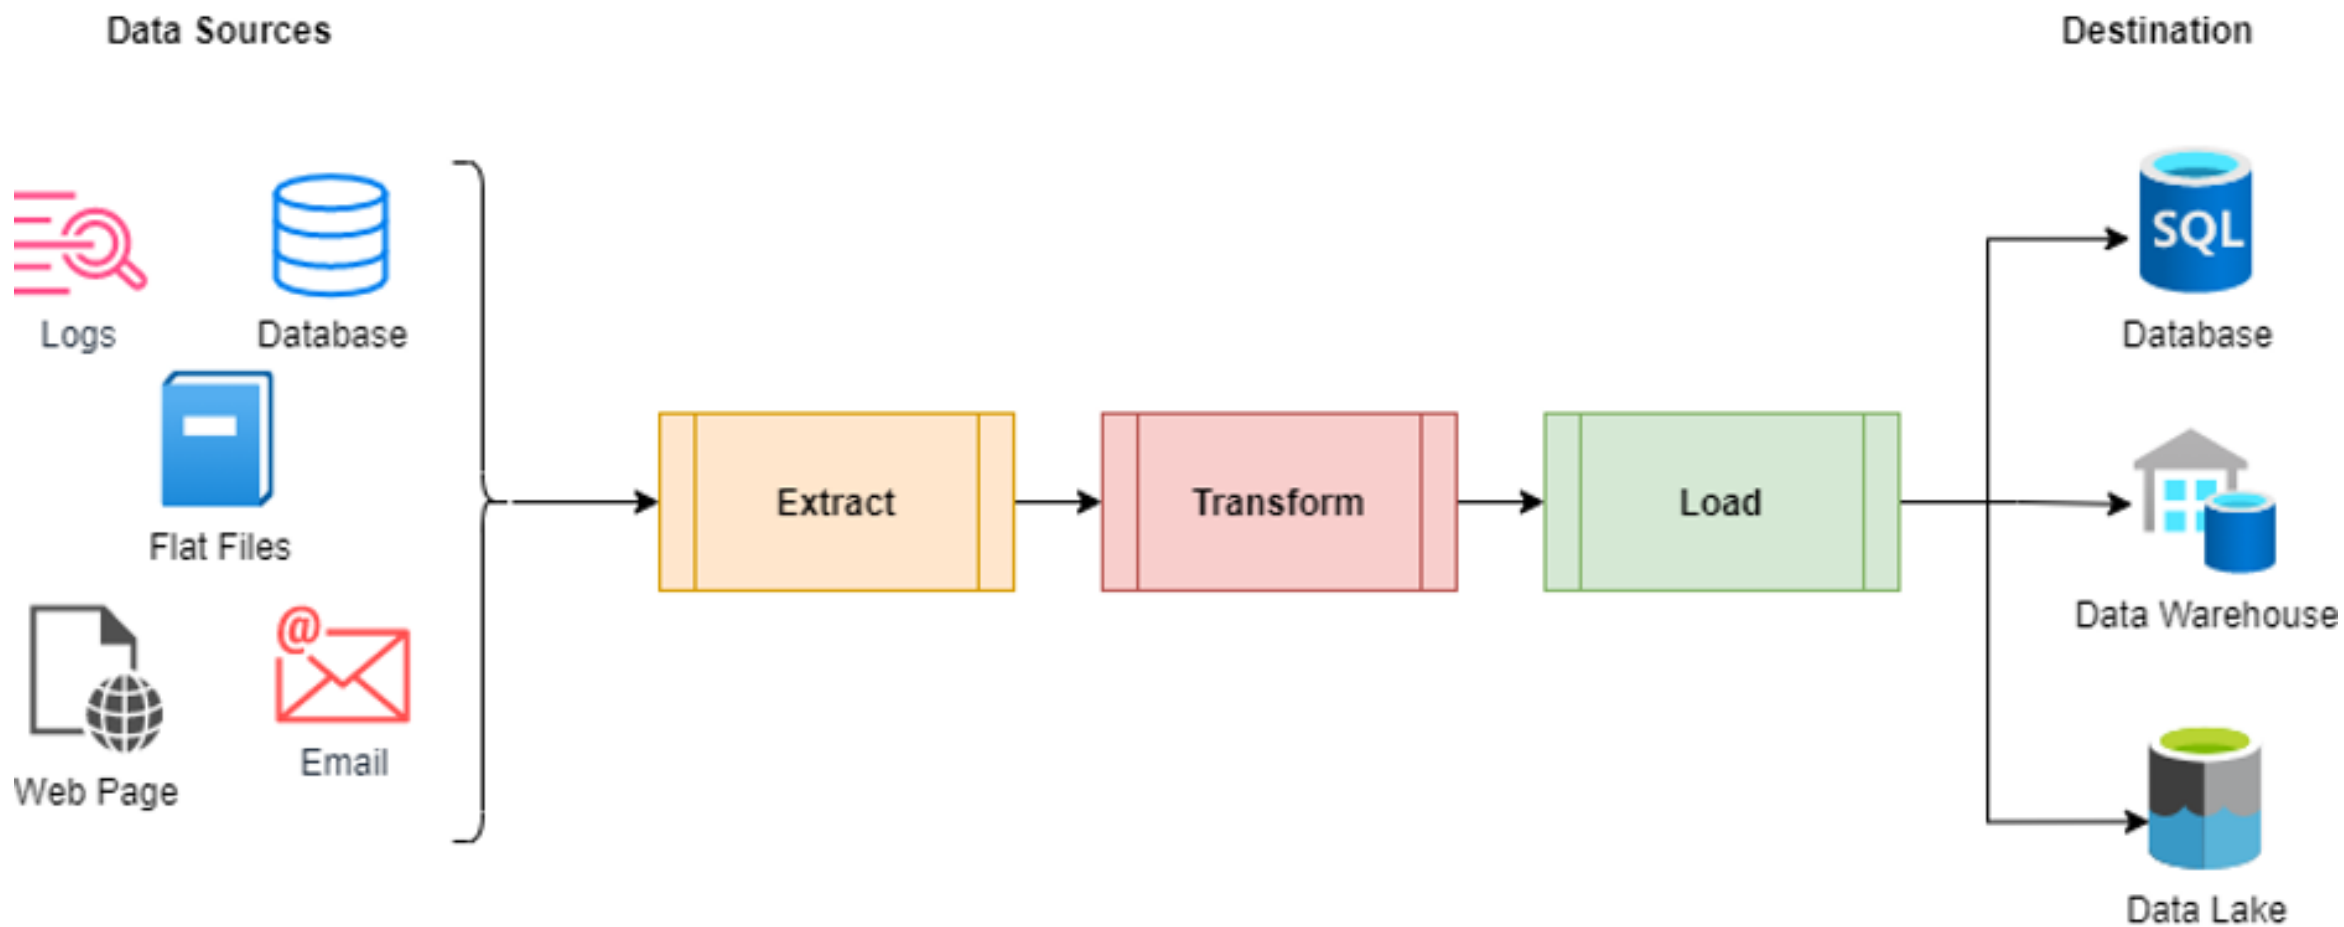 Data Sources
Destination
Logs
Database
Flat Files
Web Page
Email
Extract
Transform
Load
SQL
Database
Data Warehouse
Data Lake